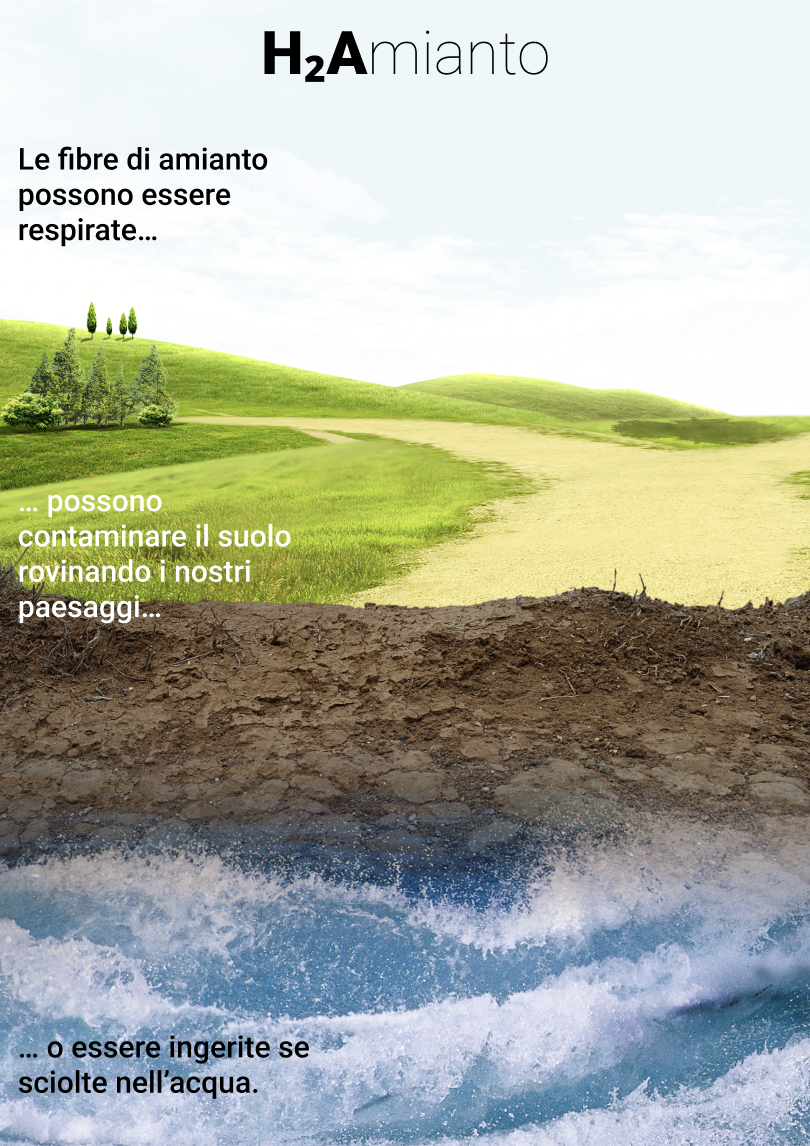 H₂Amianto
Le fibre di amianto
possono essere
respirate…
… possono
contaminare il suolo
rovinando i nostri
paesaggi…
… o essere ingerite se
sciolte nell’acqua.